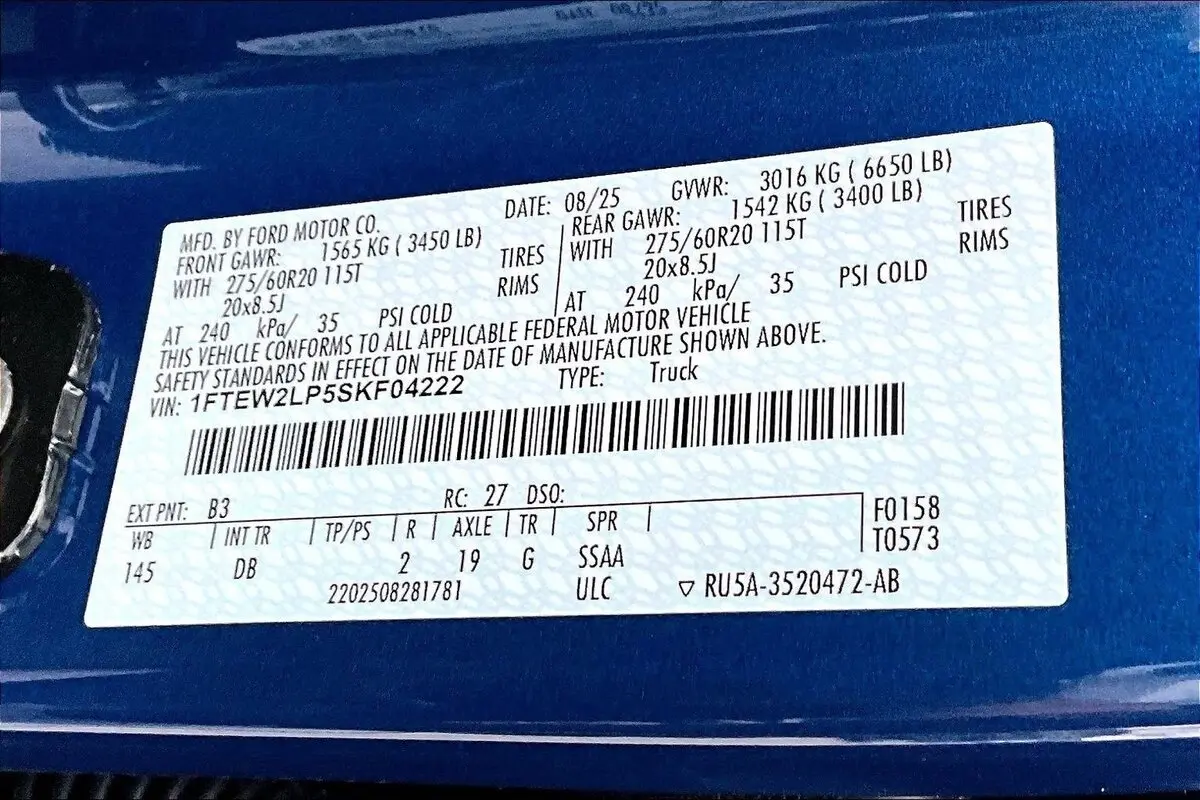 MFD. BY FORD MOTOR CO. DATE: 08/25 GVWR: 3016 KG ( 6650 LB)
FRONT GAWR: 1565 KG ( 3450 LB) REAR GAWR: 1542 KG ( 3400 LB)
WITH 275/60R20 115T TIRES WITH 275/60R20 115T TIRES
20x8.5J RIMS 20x8.5J RIMS
AT 240 kPa/ 35 PSI COLD AT 240 kPa/ 35 PSI COLD
THIS VEHICLE CONFORMS TO ALL APPLICABLE FEDERAL MOTOR VEHICLE
SAFETY STANDARDS IN EFFECT ON THE DATE OF MANUFACTURE SHOWN ABOVE.
VIN: 1FTEW2LP5SKF04222 TYPE: Truck
EXT PNT: B3 RC: 27 DSO:
WB | INT TR | TP/PS | R | AXLE | TR | SPR | F0158
145 DB 2 19 G SSAA T0573
2202508281781 ULC ▽ RU5A-3520472-AB